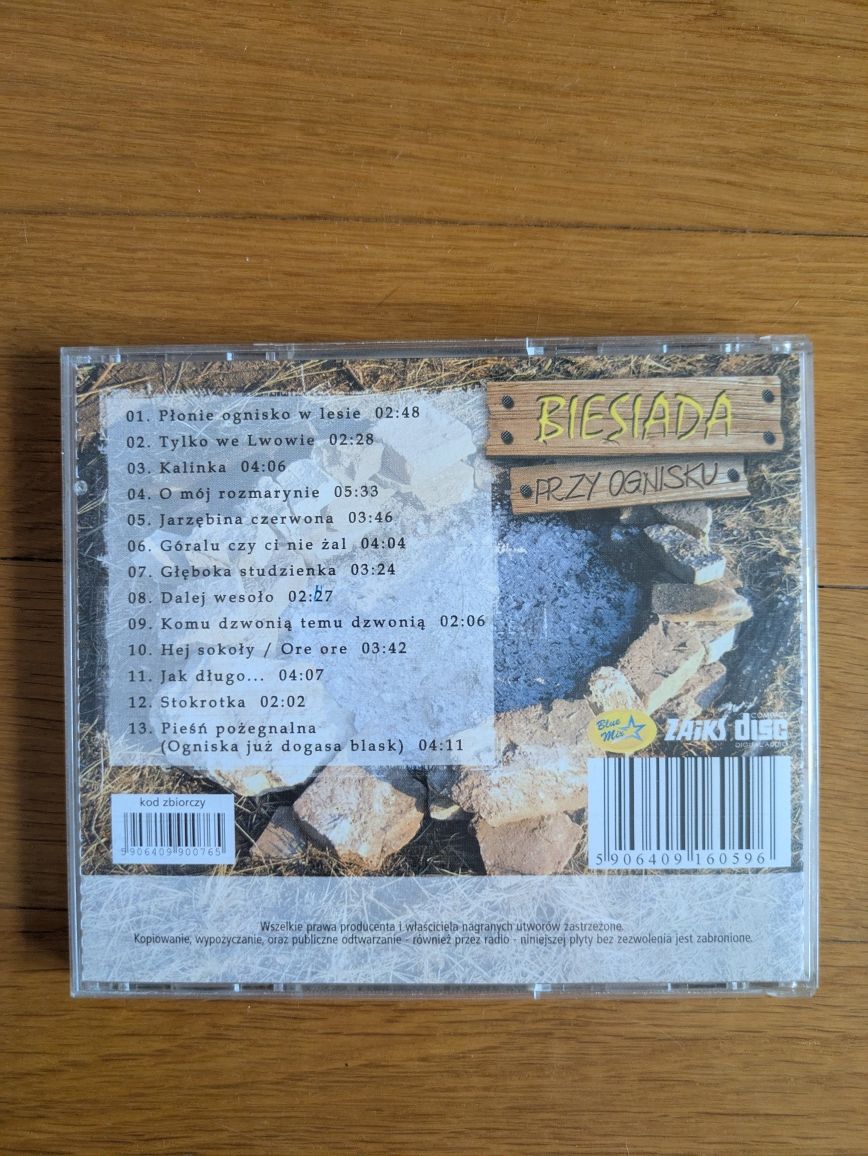 BIESIADA
PRZY OGNISKU
01. Płonie ognisko w lesie 02:48
02. Tylko we Lwowie 02:28
03. Kalinka 04:06
04. O mój rozmarynie 05:33
05. Jarzębina czerwona 03:46
06. Góralu czy ci nie żal 04:04
07. Głęboka studzienka 03:24
08. Dalej wesoło 02:27
09. Komu dzwonią temu dzwonią 02:06
10. Hej sokoły / Ore ore 03:42
11. Jak długo... 04:07
12. Stokrotka 02:02
13. Pieśń pożegnalna
(Ogniska już dogasa blask) 04:11
Blue
Mix
ZAiKS
COMPACT
disc
DIGITAL AUDIO
kod zbiorczy
5906409900765
5 906409 160596
Wszelkie prawa producenta i właściciela nagranych utworów zastrzeżone.
Kopiowanie, wypożyczanie, oraz publiczne odtwarzanie - również przez radio - niniejszej płyty bez zezwolenia jest zabronione.